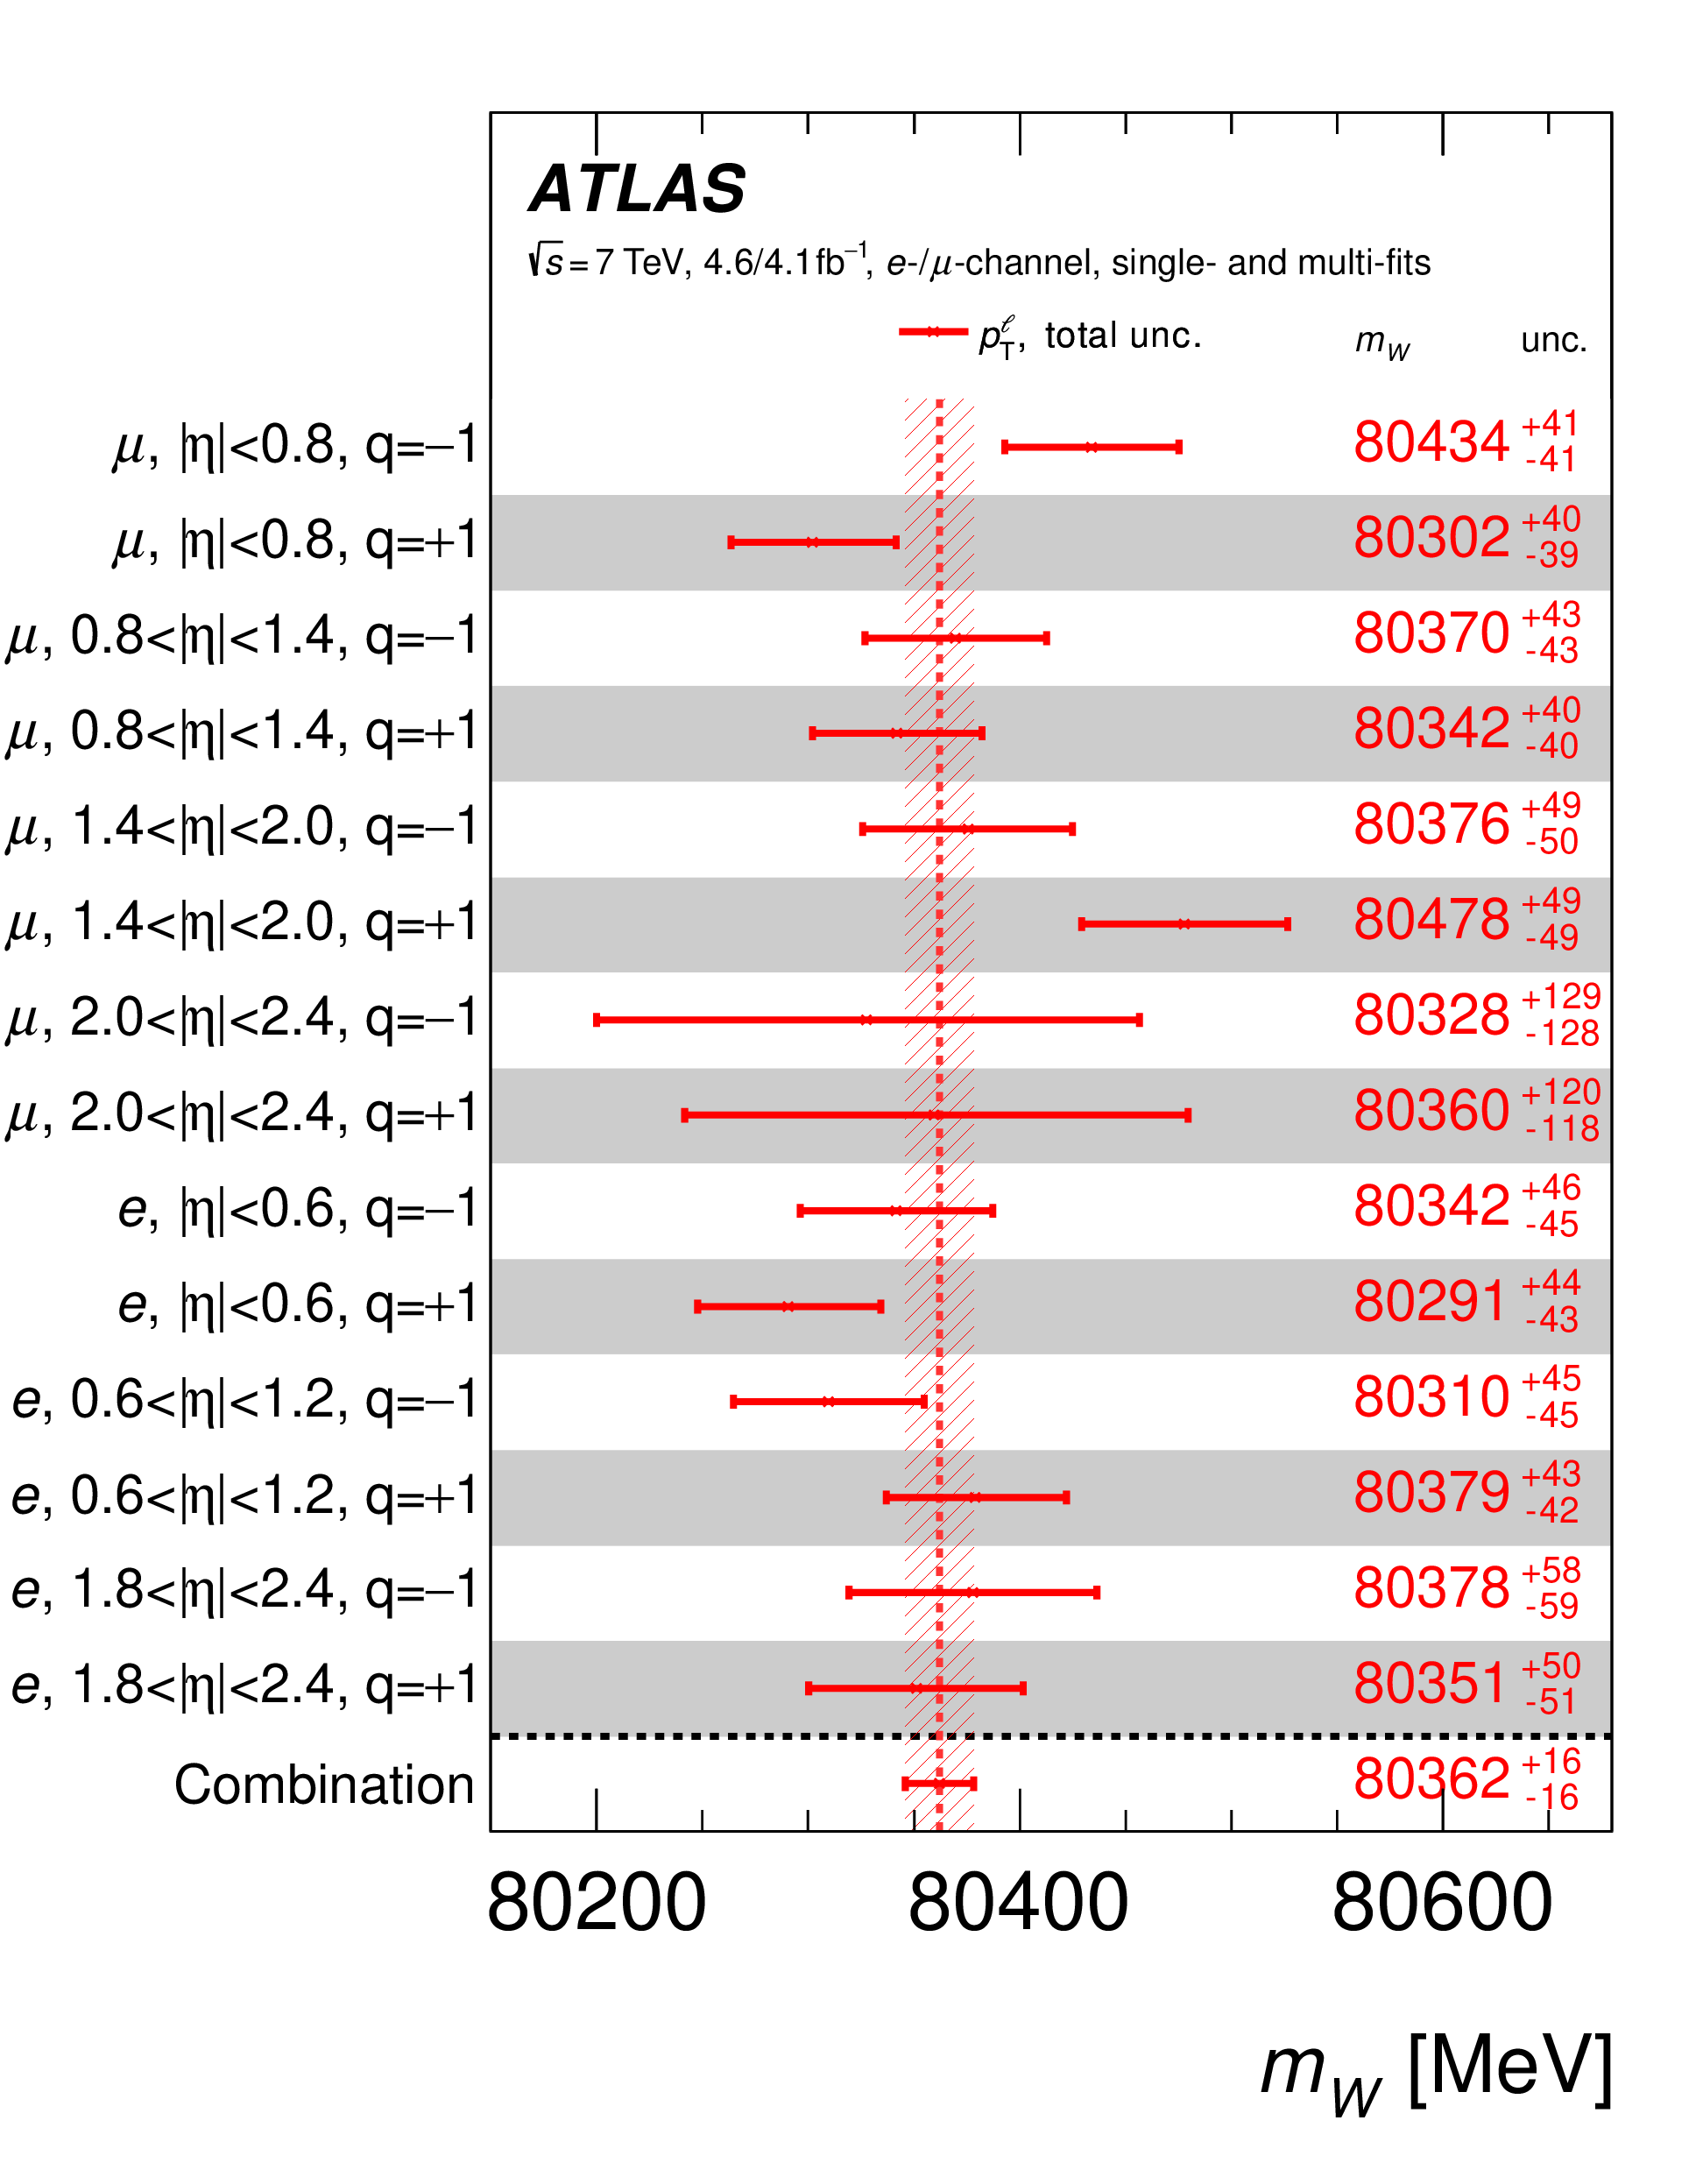 ATLAS
√s = 7 TeV, 4.6/4.1fb⁻¹, e-/μ-channel, single- and multi-fits
p_T^ℓ, total unc. m_W unc.
μ, |η|<0.8, q=−1 80434 +41 -41
μ, |η|<0.8, q=+1 80302 +40 -39
μ, 0.8<|η|<1.4, q=−1 80370 +43 -43
μ, 0.8<|η|<1.4, q=+1 80342 +40 -40
μ, 1.4<|η|<2.0, q=−1 80376 +49 -50
μ, 1.4<|η|<2.0, q=+1 80478 +49 -49
μ, 2.0<|η|<2.4, q=−1 80328 +129 -128
μ, 2.0<|η|<2.4, q=+1 80360 +120 -118
e, |η|<0.6, q=−1 80342 +46 -45
e, |η|<0.6, q=+1 80291 +44 -43
e, 0.6<|η|<1.2, q=−1 80310 +45 -45
e, 0.6<|η|<1.2, q=+1 80379 +43 -42
e, 1.8<|η|<2.4, q=−1 80378 +58 -59
e, 1.8<|η|<2.4, q=+1 80351 +50 -51
Combination 80362 +16 -16
80200 80400 80600
m_W [MeV]